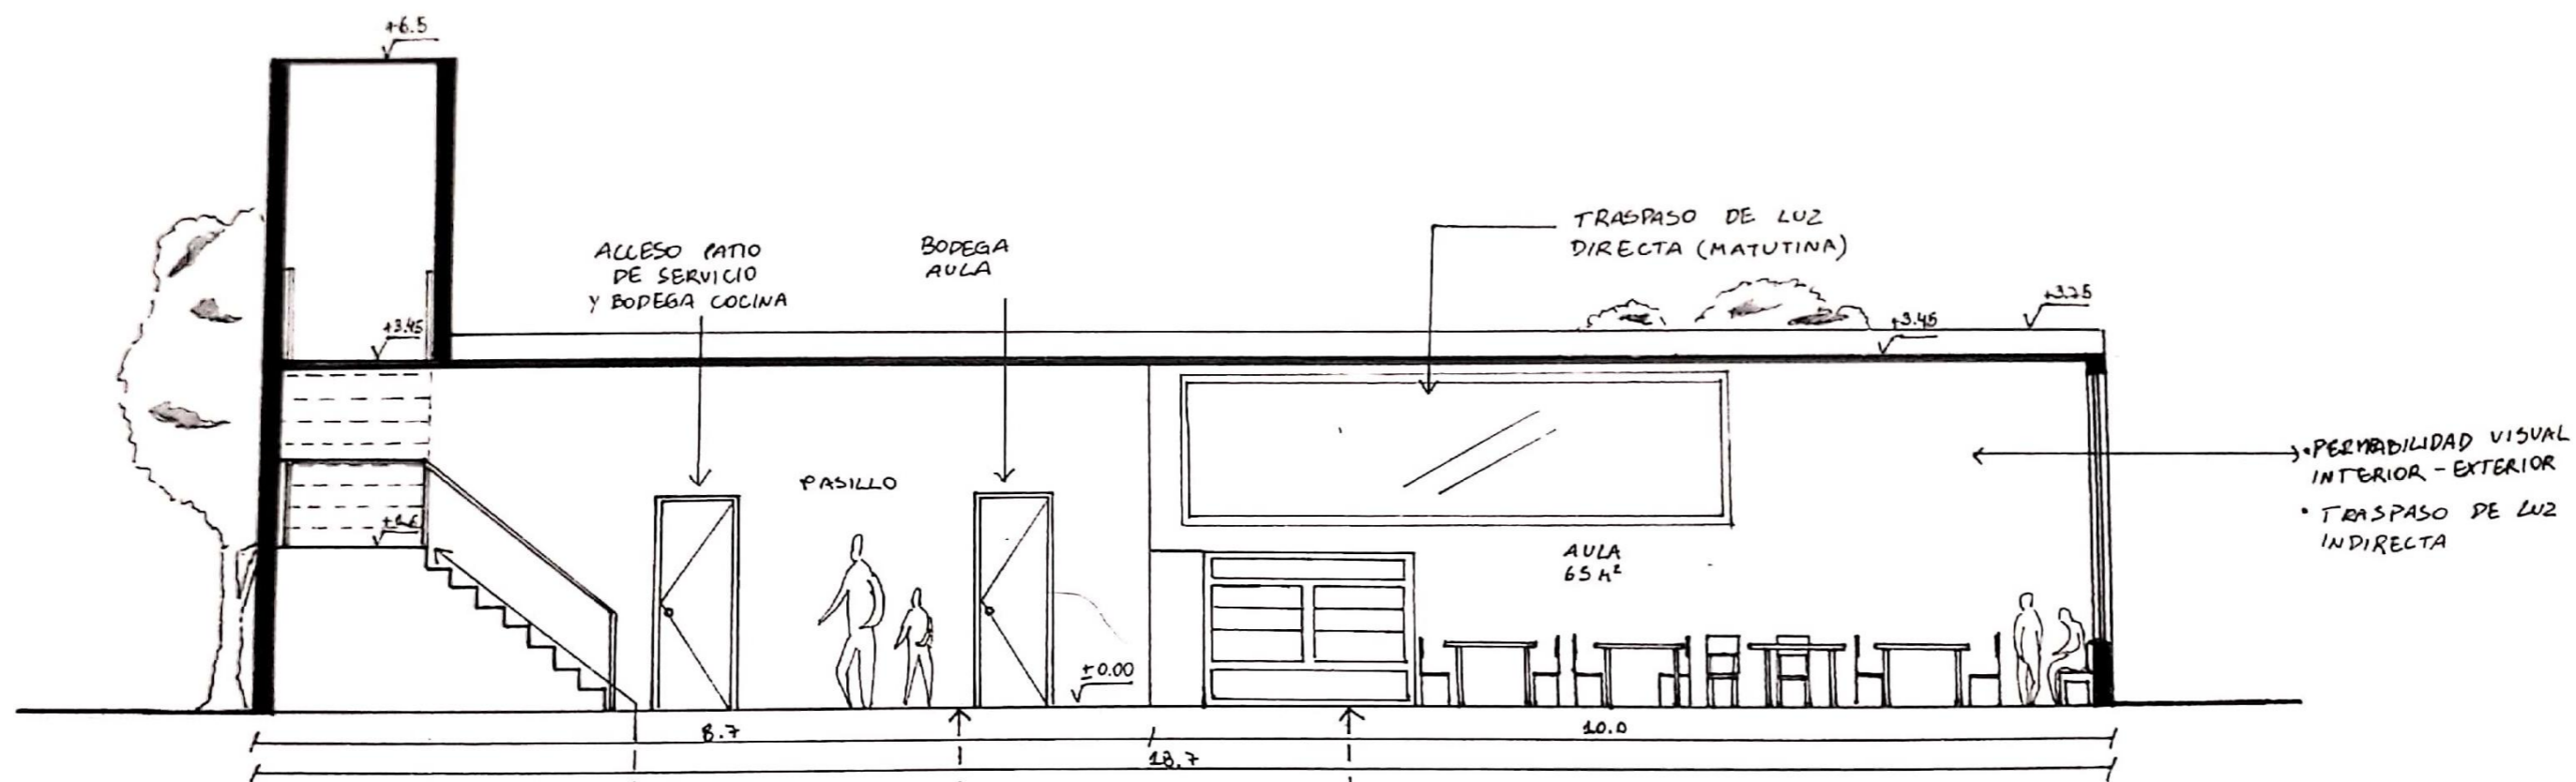 +6.5
ACCESO PATIO
DE SERVICIO
Y BODEGA COCINA
BODEGA
AULA
TRASPASO DE LUZ
DIRECTA (MATUTINA)
+3.45
+3.45
+3.75
PASILLO
• PERMEABILIDAD VISUAL
INTERIOR - EXTERIOR
• TRASPASO DE LUZ
INDIRECTA
AULA
65 M²
±0.00
8.7
10.0
18.7